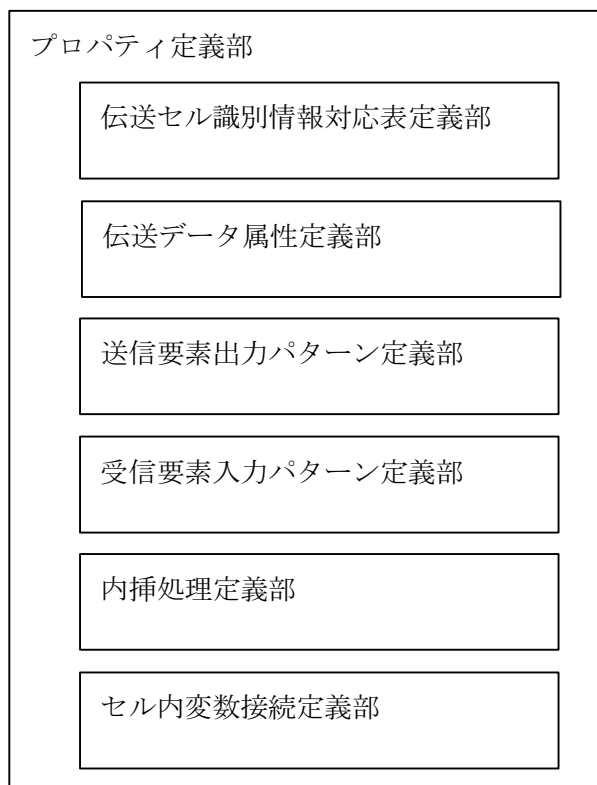 プロパティ定義部
伝送セル識別情報対応表定義部
伝送データ属性定義部
送信要素出力パターン定義部
受信要素入力パターン定義部
内挿処理定義部
セル内変数接続定義部